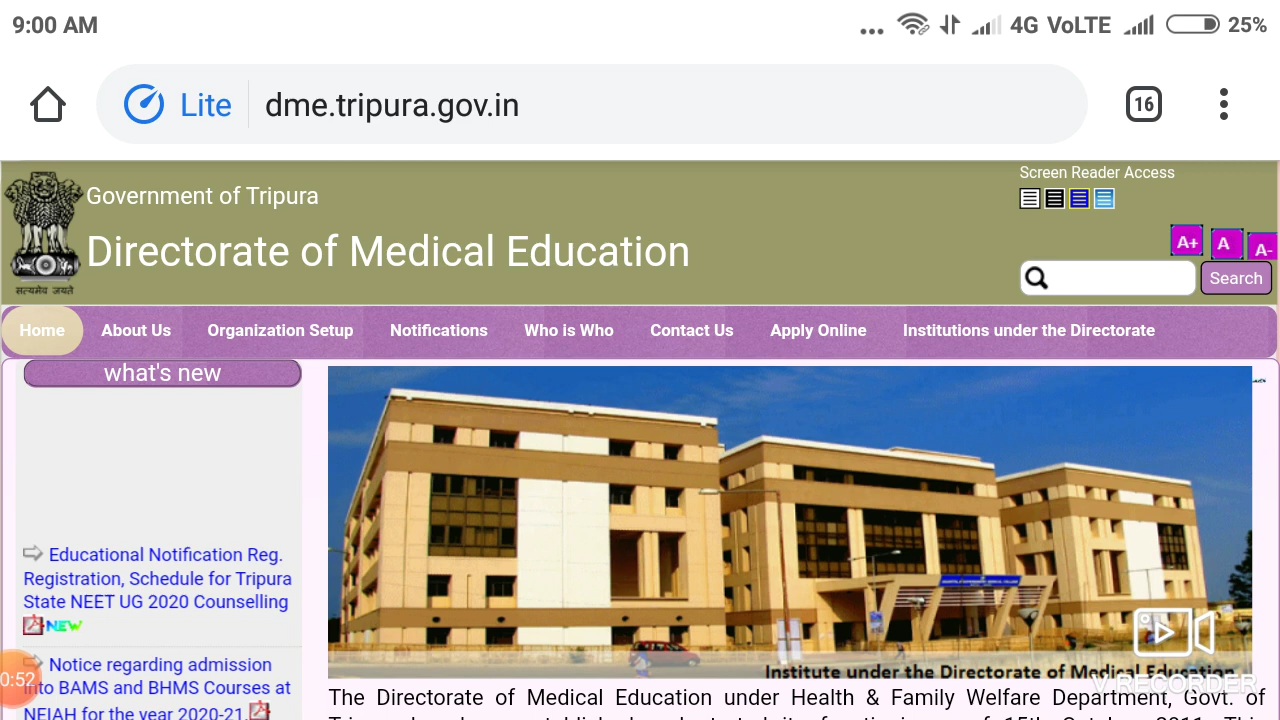 9:00 AM
4G VoLTE
25%
Lite
dme.tripura.gov.in
16
Screen Reader Access
Government of Tripura
Directorate of Medical Education
सत्यमेव जयते
A+ A A-
Search
Home About Us Organization Setup Notifications Who is Who Contact Us Apply Online Institutions under the Directorate
what's new
Educational Notification Reg.
Registration, Schedule for Tripura
State NEET UG 2020 Counselling
NEW
Notice regarding admission
into BAMS and BHMS Courses at
NEIAH for the year 2020-21.
0:52
Institute under the Directorate of Medical Education
V RECORDER
The Directorate of Medical Education under Health & Family Welfare Department, Govt. of